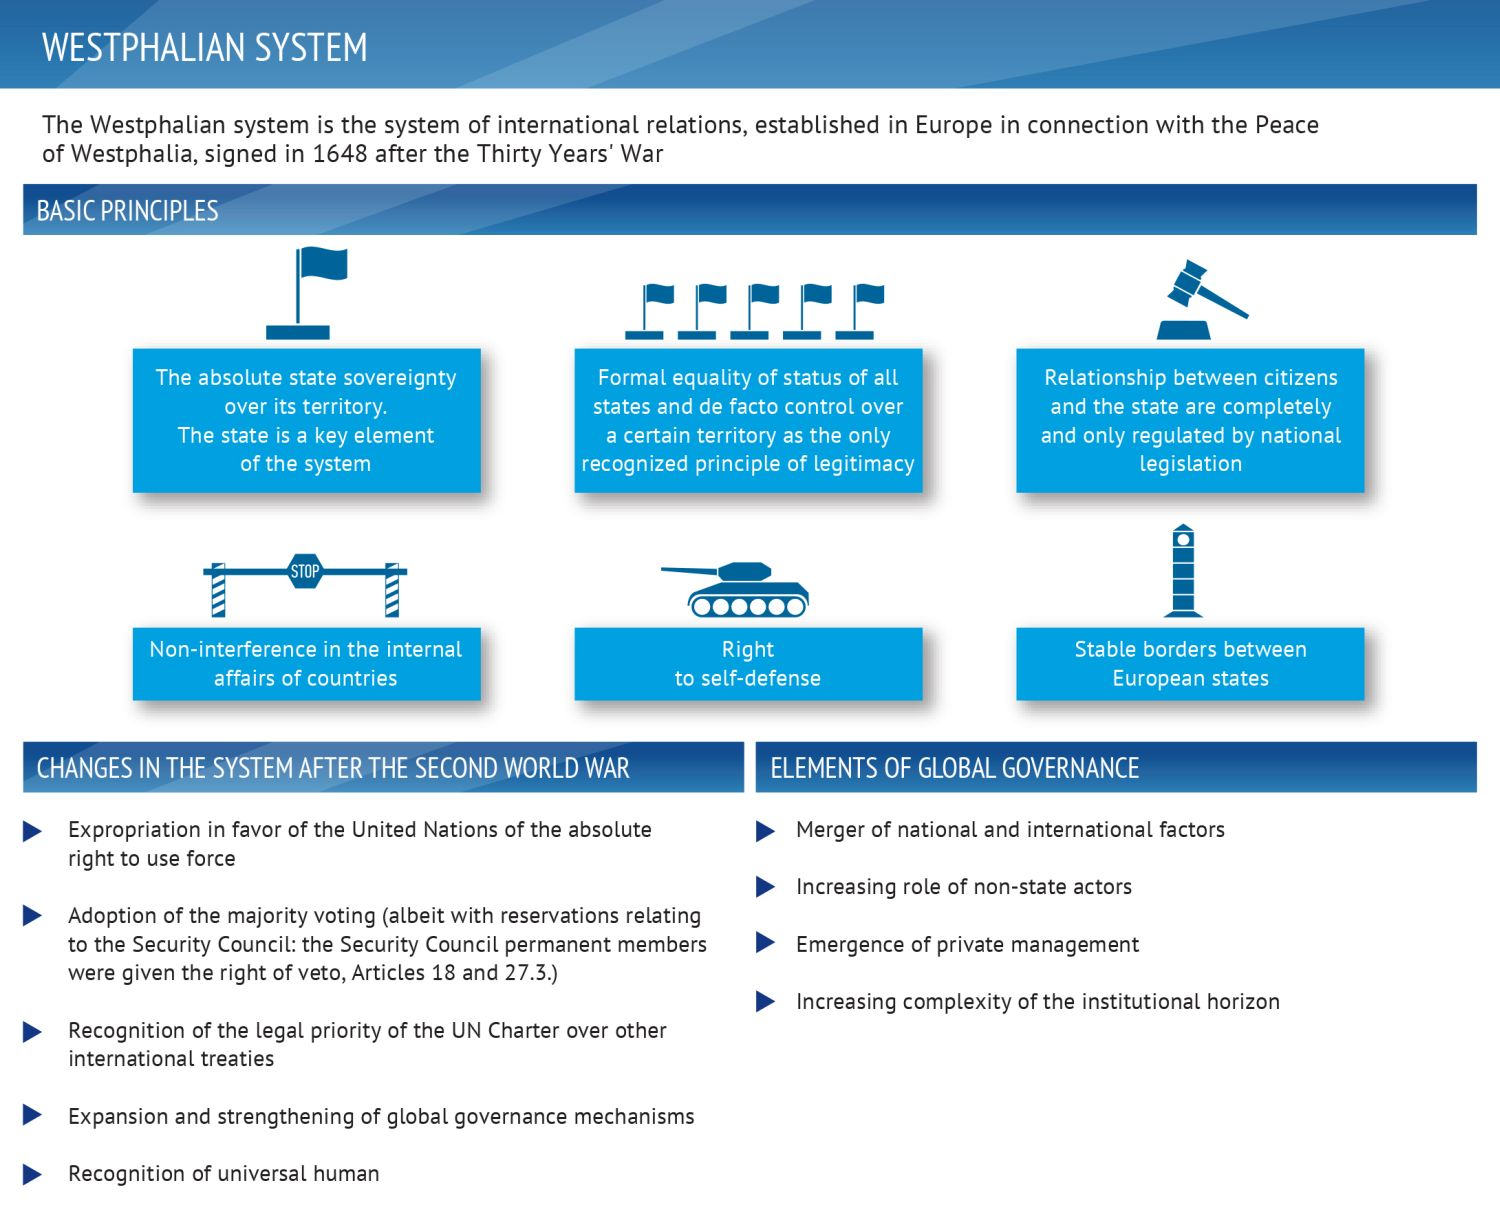 WESTPHALIAN SYSTEM
The Westphalian system is the system of international relations, established in Europe in connection with the Peace
of Westphalia, signed in 1648 after the Thirty Years' War
BASIC PRINCIPLES
The absolute state sovereignty
over its territory.
The state is a key element
of the system
Formal equality of status of all
states and de facto control over
a certain territory as the only
recognized principle of legitimacy
Relationship between citizens
and the state are completely
and only regulated by national
legislation
STOP
Non-interference in the internal
affairs of countries
Right
to self-defense
Stable borders between
European states
CHANGES IN THE SYSTEM AFTER THE SECOND WORLD WAR
Expropriation in favor of the United Nations of the absolute
right to use force
Adoption of the majority voting (albeit with reservations relating
to the Security Council: the Security Council permanent members
were given the right of veto, Articles 18 and 27.3.)
Recognition of the legal priority of the UN Charter over other
international treaties
Expansion and strengthening of global governance mechanisms
Recognition of universal human
ELEMENTS OF GLOBAL GOVERNANCE
Merger of national and international factors
Increasing role of non-state actors
Emergence of private management
Increasing complexity of the institutional horizon